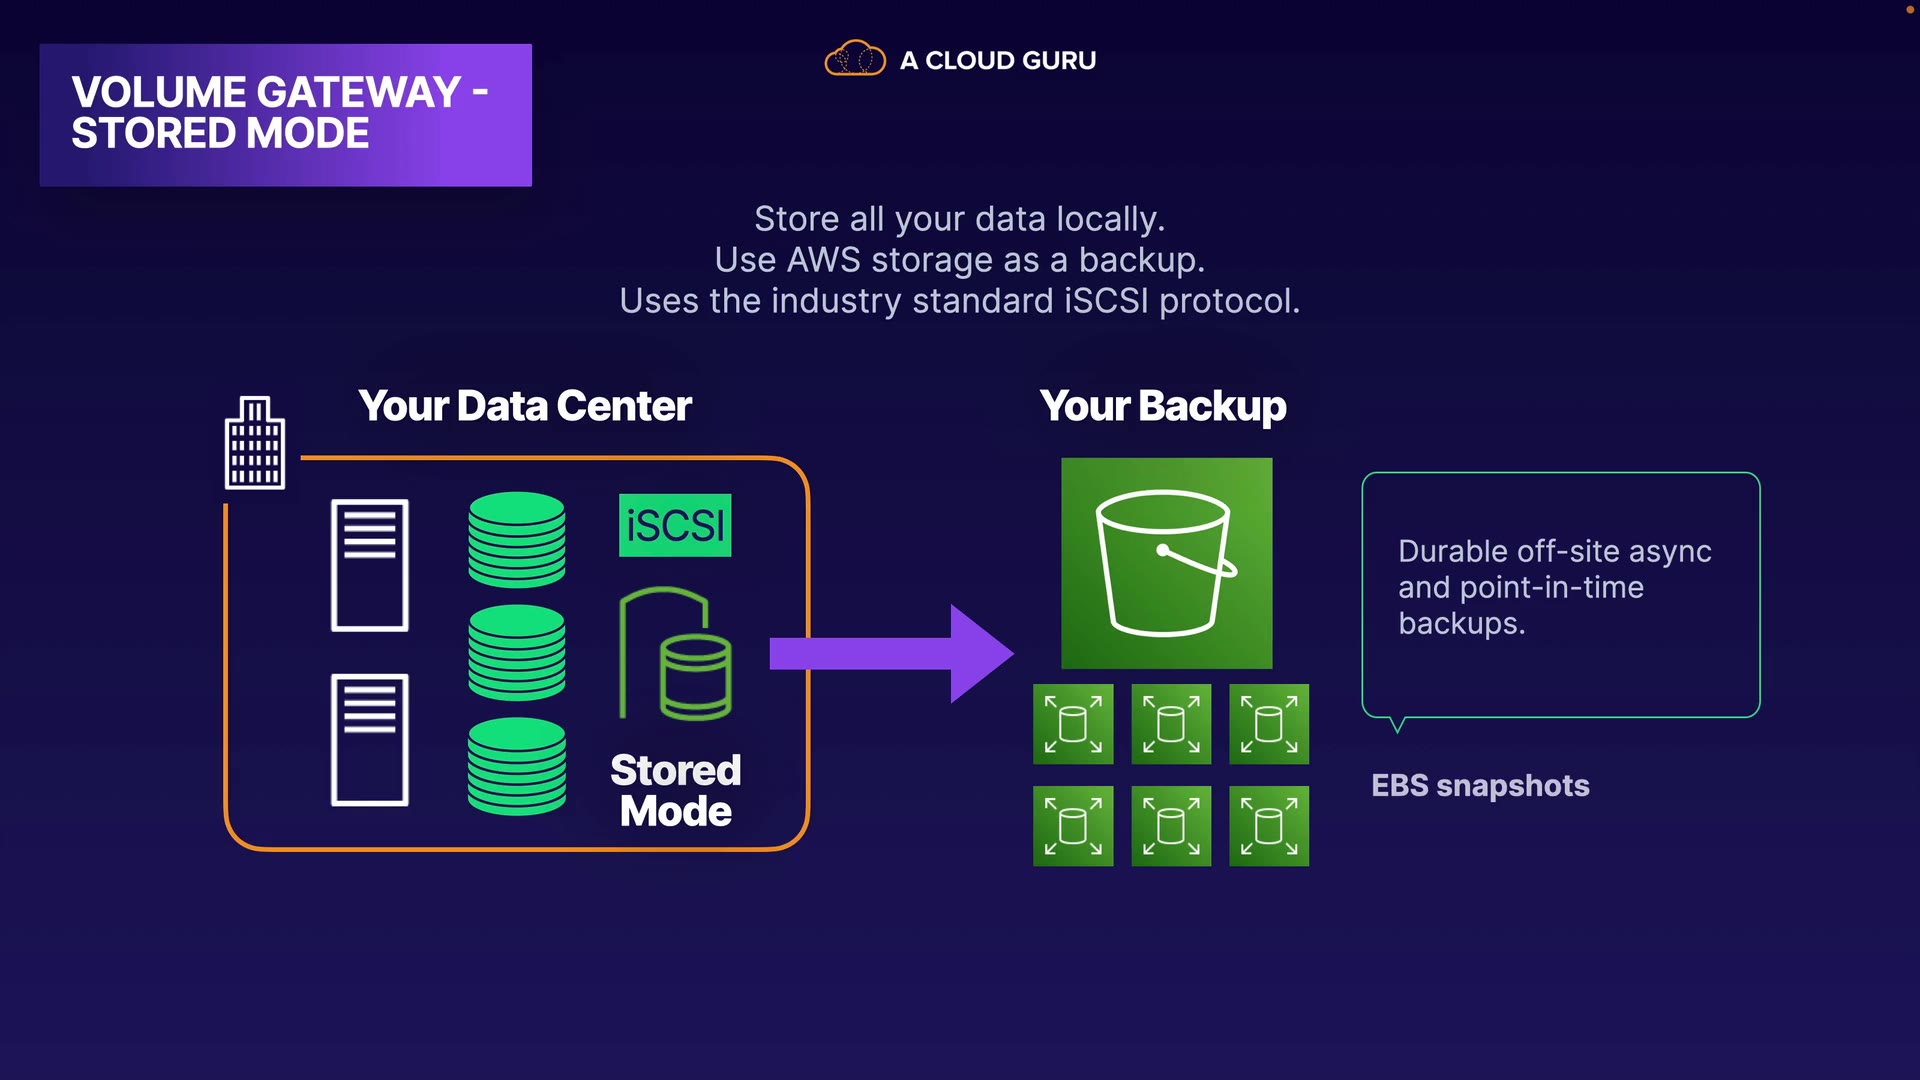 VOLUME GATEWAY -
STORED MODE
A CLOUD GURU
Store all your data locally.
Use AWS storage as a backup.
Uses the industry standard iSCSI protocol.
Your Data Center
iSCSI
Stored
Mode
Your Backup
Durable off-site async
and point-in-time
backups.
EBS snapshots